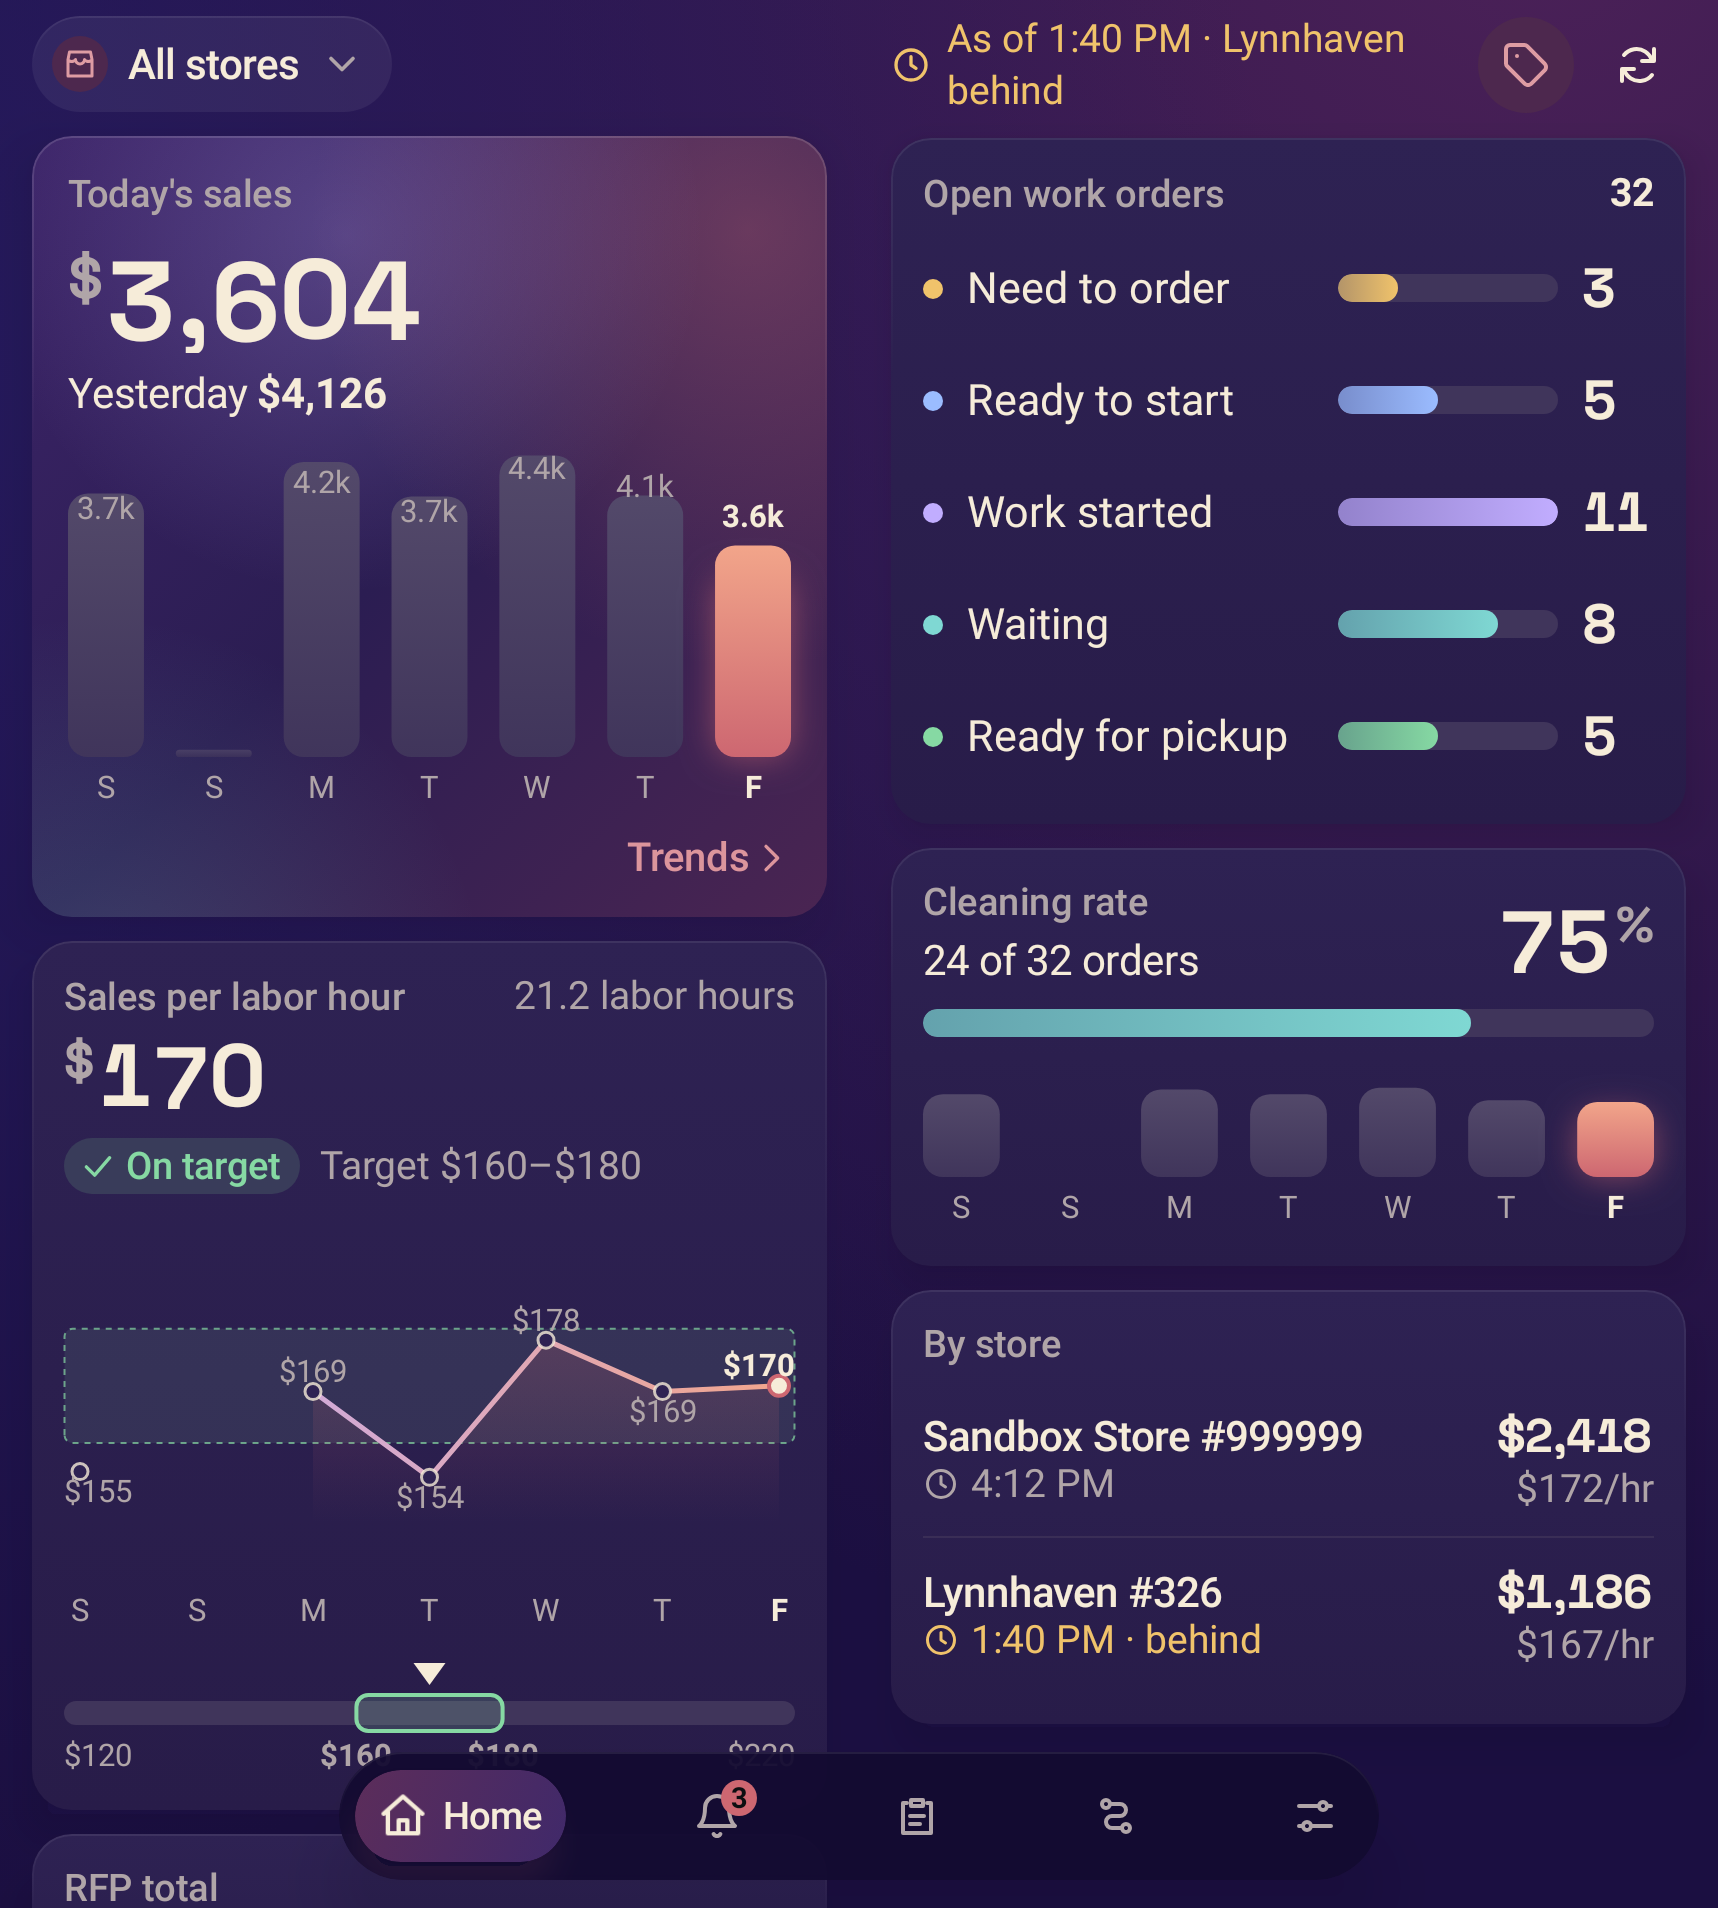 All stores
As of 1:40 PM · Lynnhaven
behind
Today's sales
$3,604
Yesterday $4,126
3.7k
4.2k
3.7k
4.4k
4.1k
3.6k
S S M T W T F
Trends
Sales per labor hour
21.2 labor hours
$170
On target
Target $160–$180
$155
$169
$154
$178
$169
$170
S S M T W T F
$120 $160 $180 $220
RFP total
Open work orders
32
Need to order 3
Ready to start 5
Work started 11
Waiting 8
Ready for pickup 5
Cleaning rate
24 of 32 orders
75%
S S M T W T F
By store
Sandbox Store #999999
$2,418
4:12 PM
$172/hr
Lynnhaven #326
$1,186
1:40 PM · behind
$167/hr
Home
3